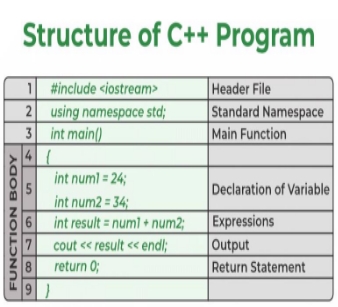 Structure of C++ Program
1 #include <iostream> Header File
2 using namespace std; Standard Namespace
3 int main() Main Function
FUNCTION BODY
4 {
5 int num1 = 24; Declaration of Variable
int num2 = 34;
6 int result = num1 + num2; Expressions
7 cout << result << endl; Output
8 return 0; Return Statement
9 }